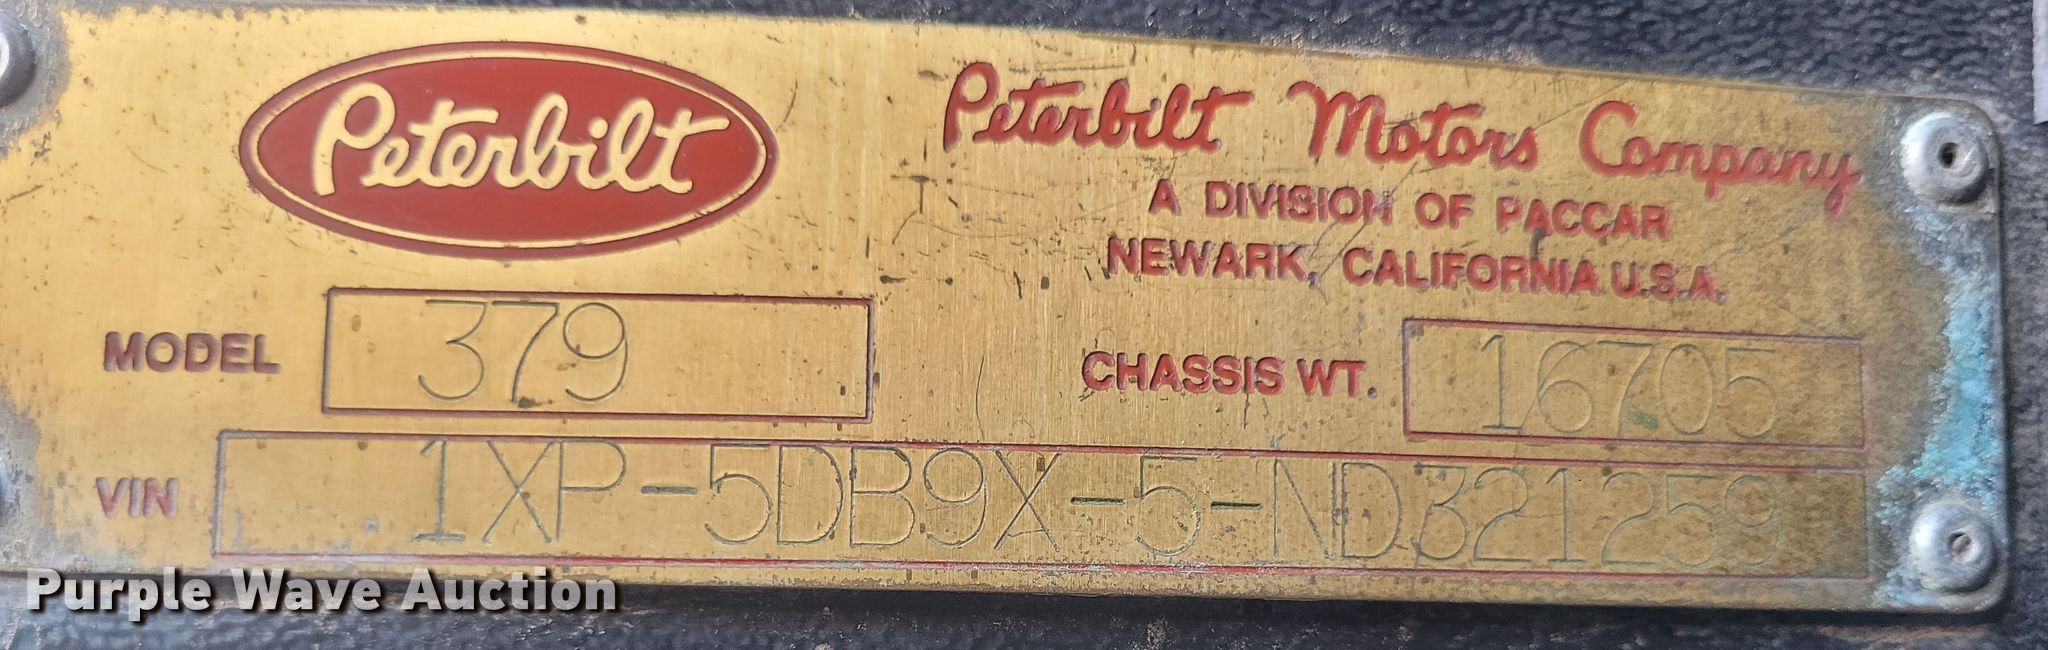 Peterbilt
Peterbilt Motors Company
A DIVISION OF PACCAR
NEWARK, CALIFORNIA U.S.A.
MODEL 379
CHASSIS WT. 16705
VIN 1XP-5DB9X-5-ND321259
Purple Wave Auction